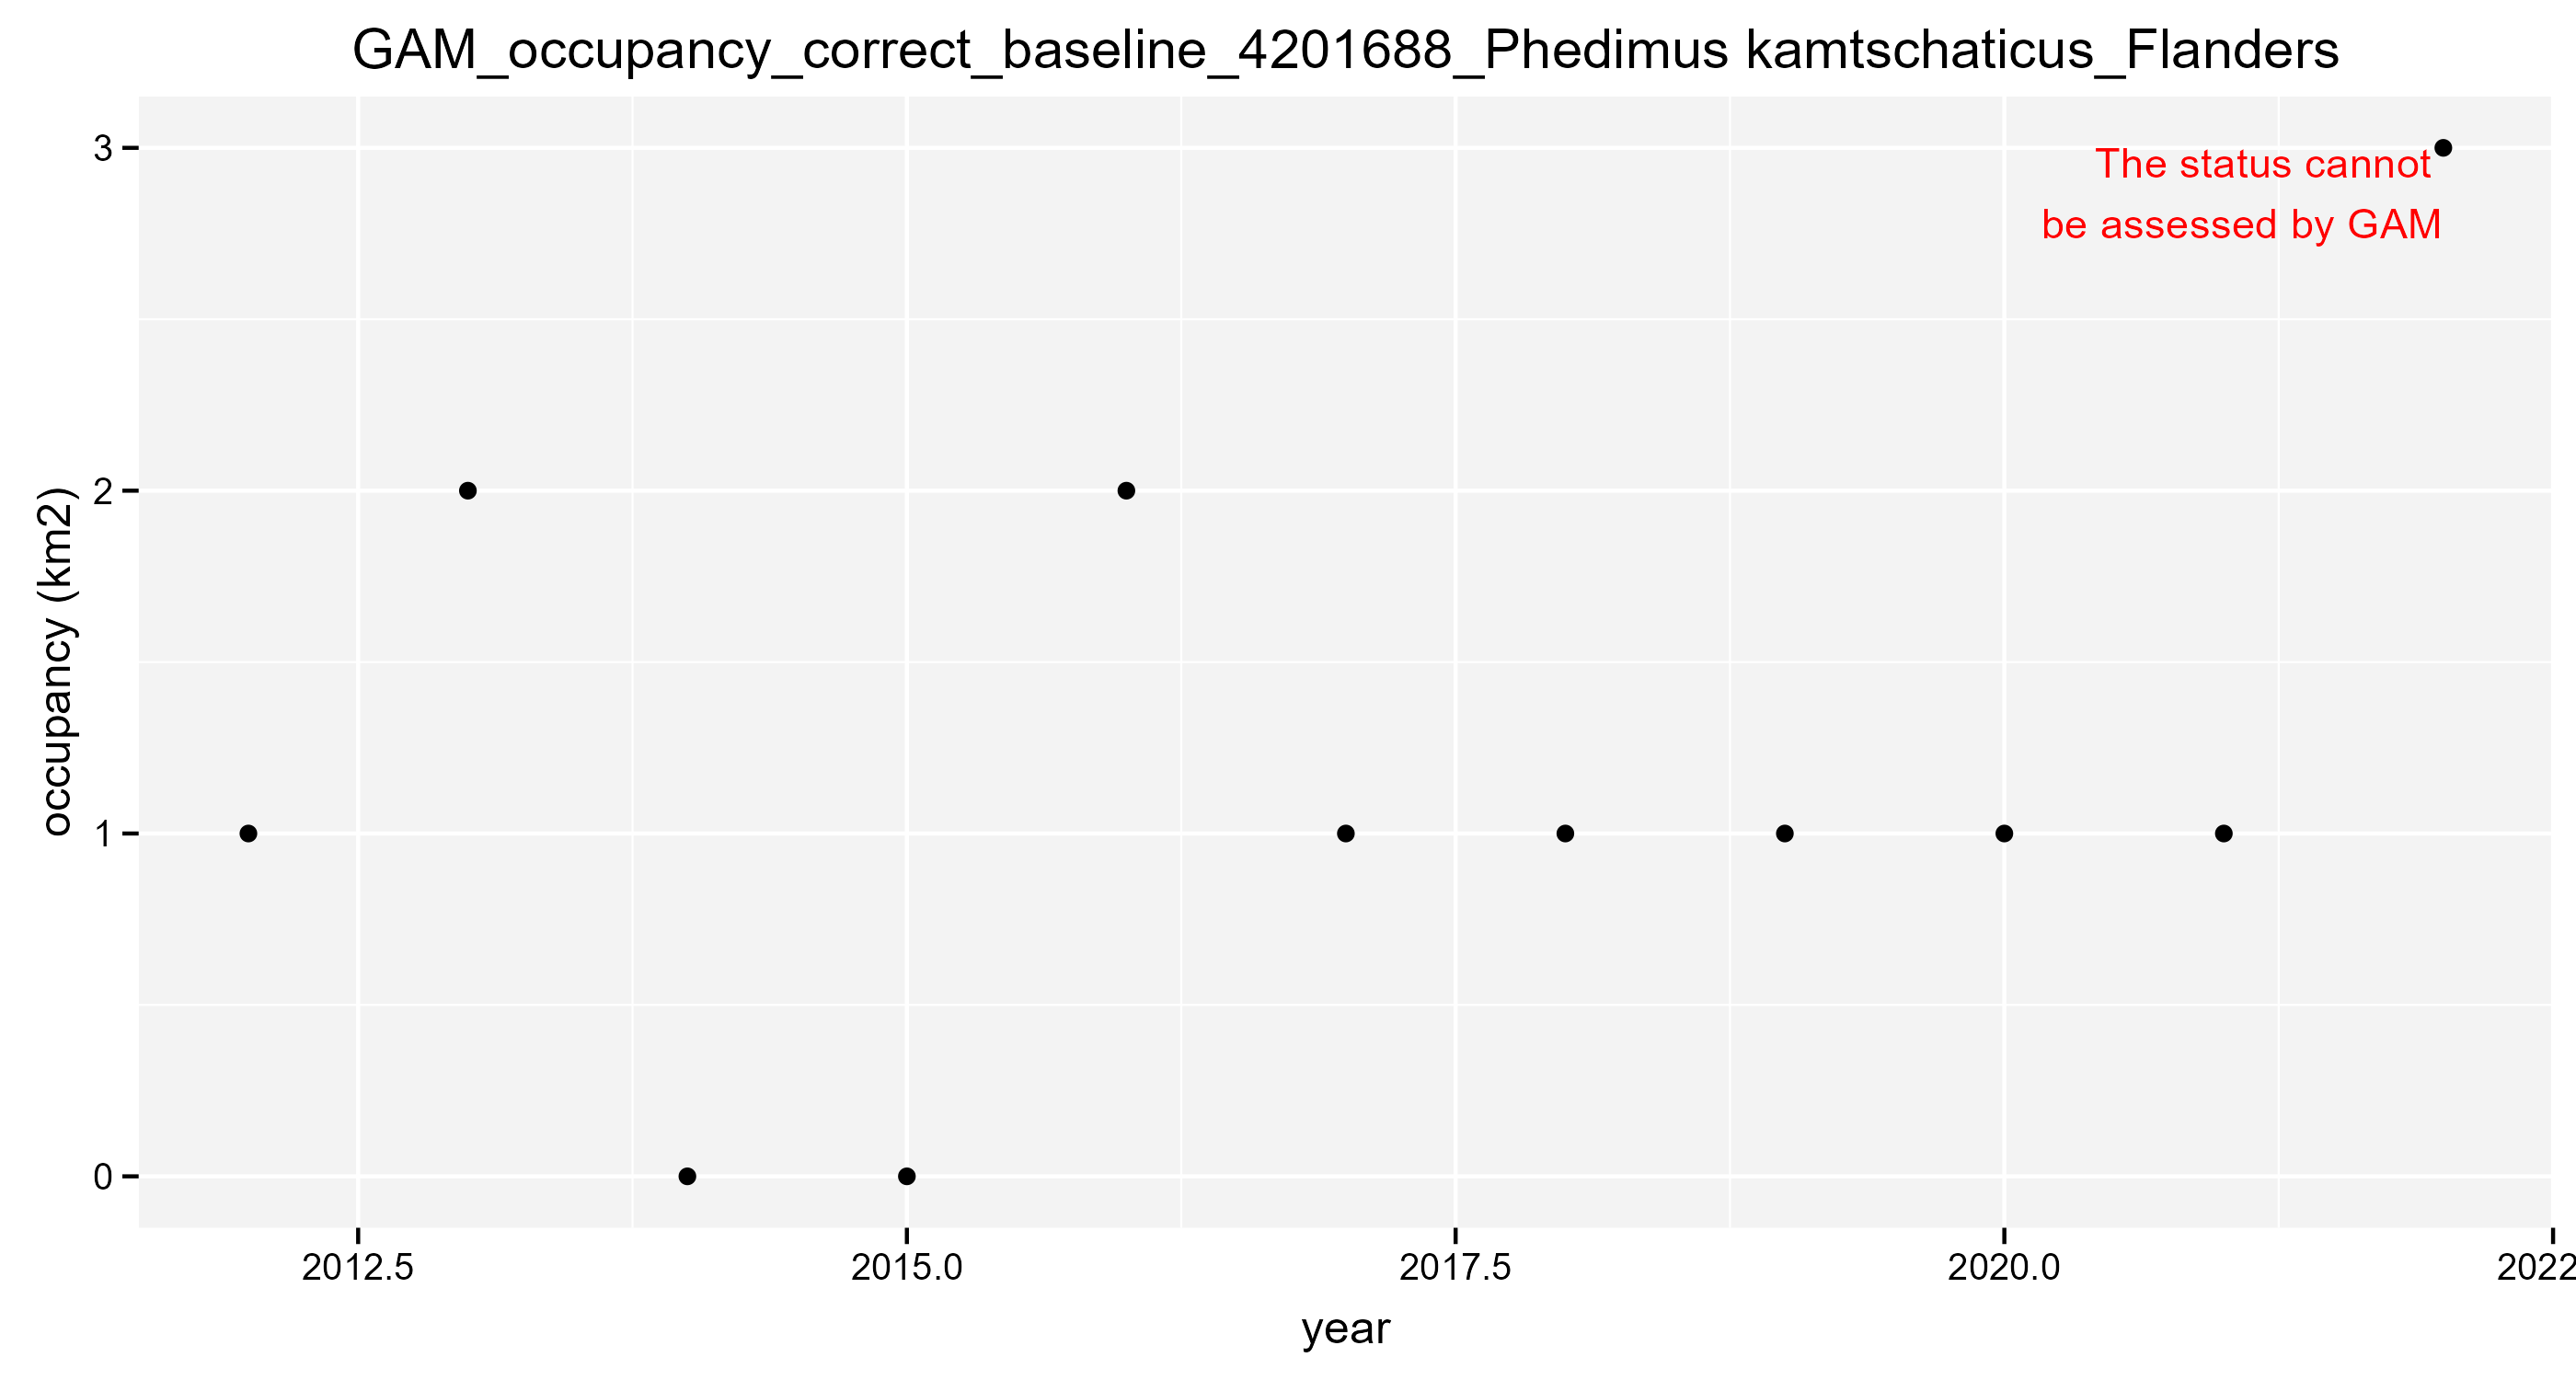 GAM_occupancy_correct_baseline_4201688_Phedimus kamtschaticus_Flanders
3
The status cannot
be assessed by GAM
2
occupancy (km2)
1
0
2012.5
2015.0
2017.5
2020.0
2022
year